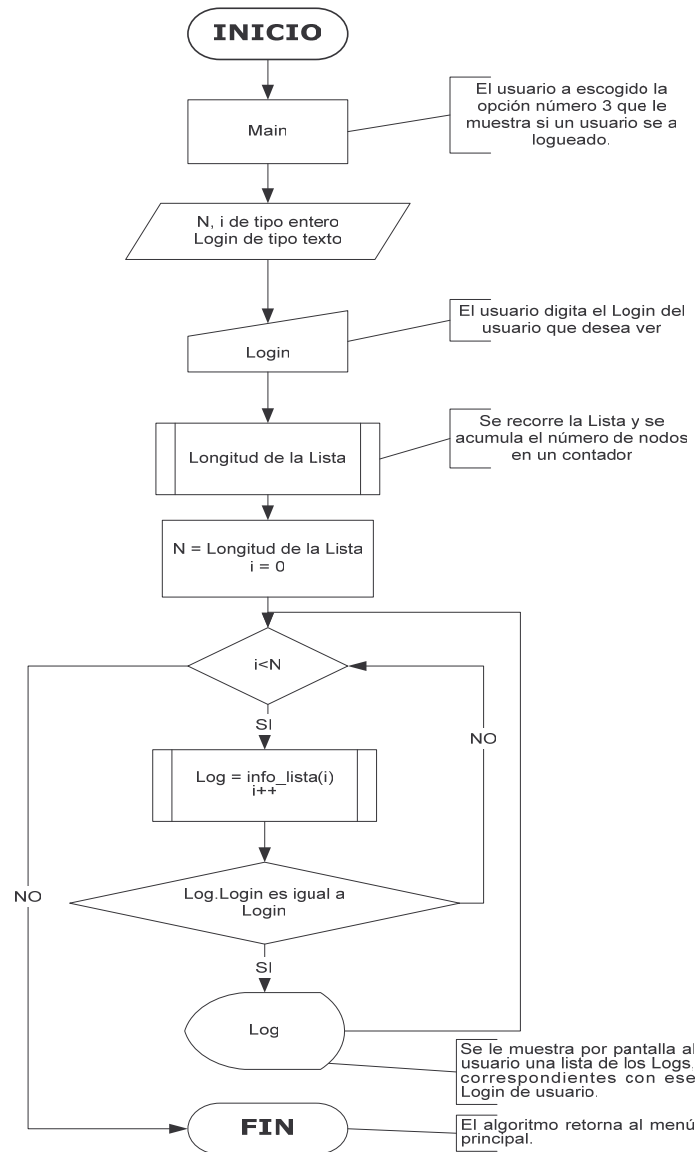 INICIO
Main
El usuario a escogido la
opción número 3 que le
muestra si un usuario se a
logueado.
N, i de tipo entero
Login de tipo texto
El usuario digita el Login del
usuario que desea ver
Login
Se recorre la Lista y se
acumula el número de nodos
en un contador
Longitud de la Lista
N = Longitud de la Lista
i = 0
i<N
SI
NO
Log = info_lista(i)
i++
NO
Log.Login es igual a
Login
SI
Log
Se le muestra por pantalla al
usuario una lista de los Logs,
correspondientes con ese
Login de usuario.
FIN
El algoritmo retorna al menú
principal.